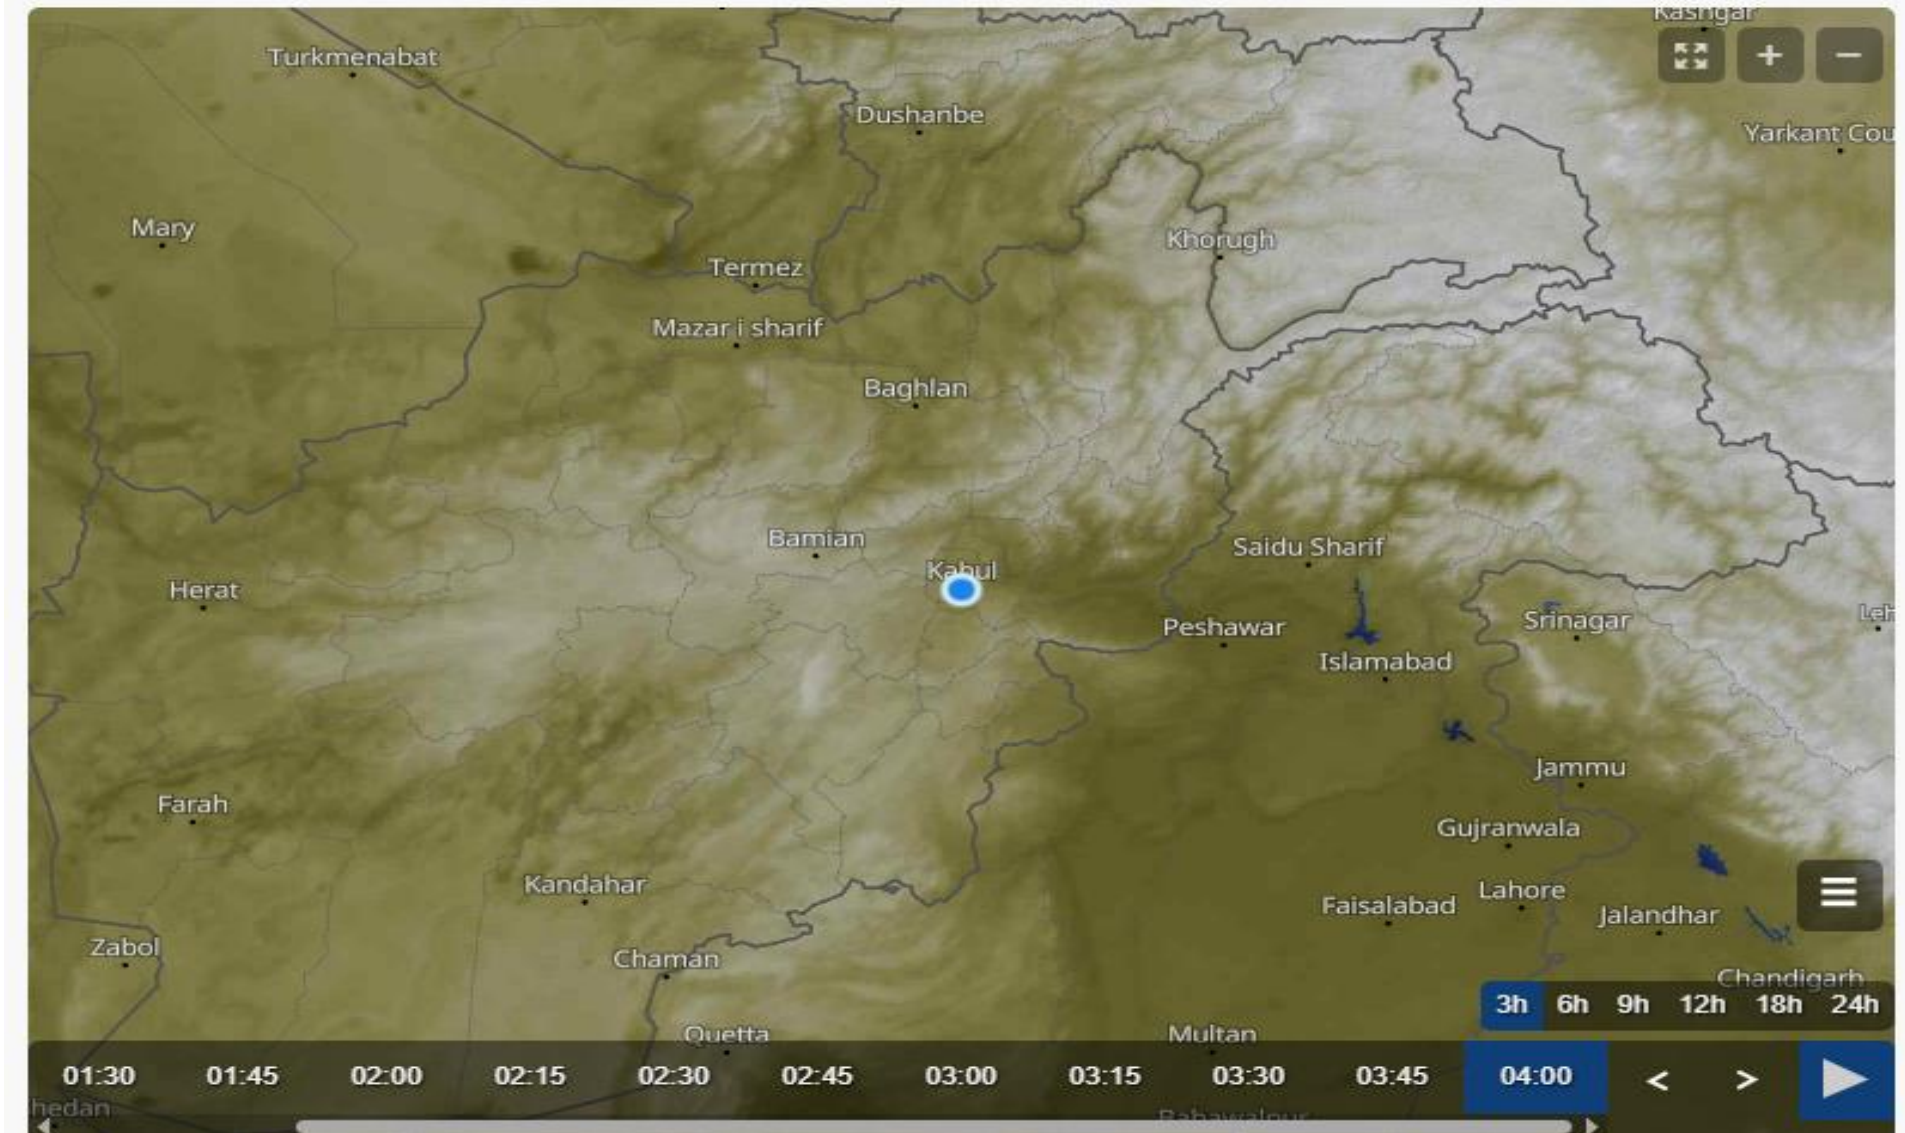 Kashgar
Turkmenabat
Dushanbe
Yarkant Cou
Mary
Khorugh
Termez
Mazar i sharif
Baghlan
Bamian
Saidu Sharif
Kabul
Herat
Leh
Srinagar
Peshawar
Islamabad
Jammu
Farah
Gujranwala
Kandahar
Lahore
Faisalabad
Jalandhar
Zabol
Chaman
Chandigarh
3h 6h 9h 12h 18h 24h
Quetta
Multan
01:30 01:45 02:00 02:15 02:30 02:45 03:00 03:15 03:30 03:45 04:00 < >
hedan
Bahawalpur